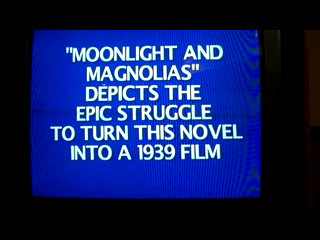 "MOONLIGHT AND
MAGNOLIAS"
DEPICTS THE
EPIC STRUGGLE
TO TURN THIS NOVEL
INTO A 1939 FILM